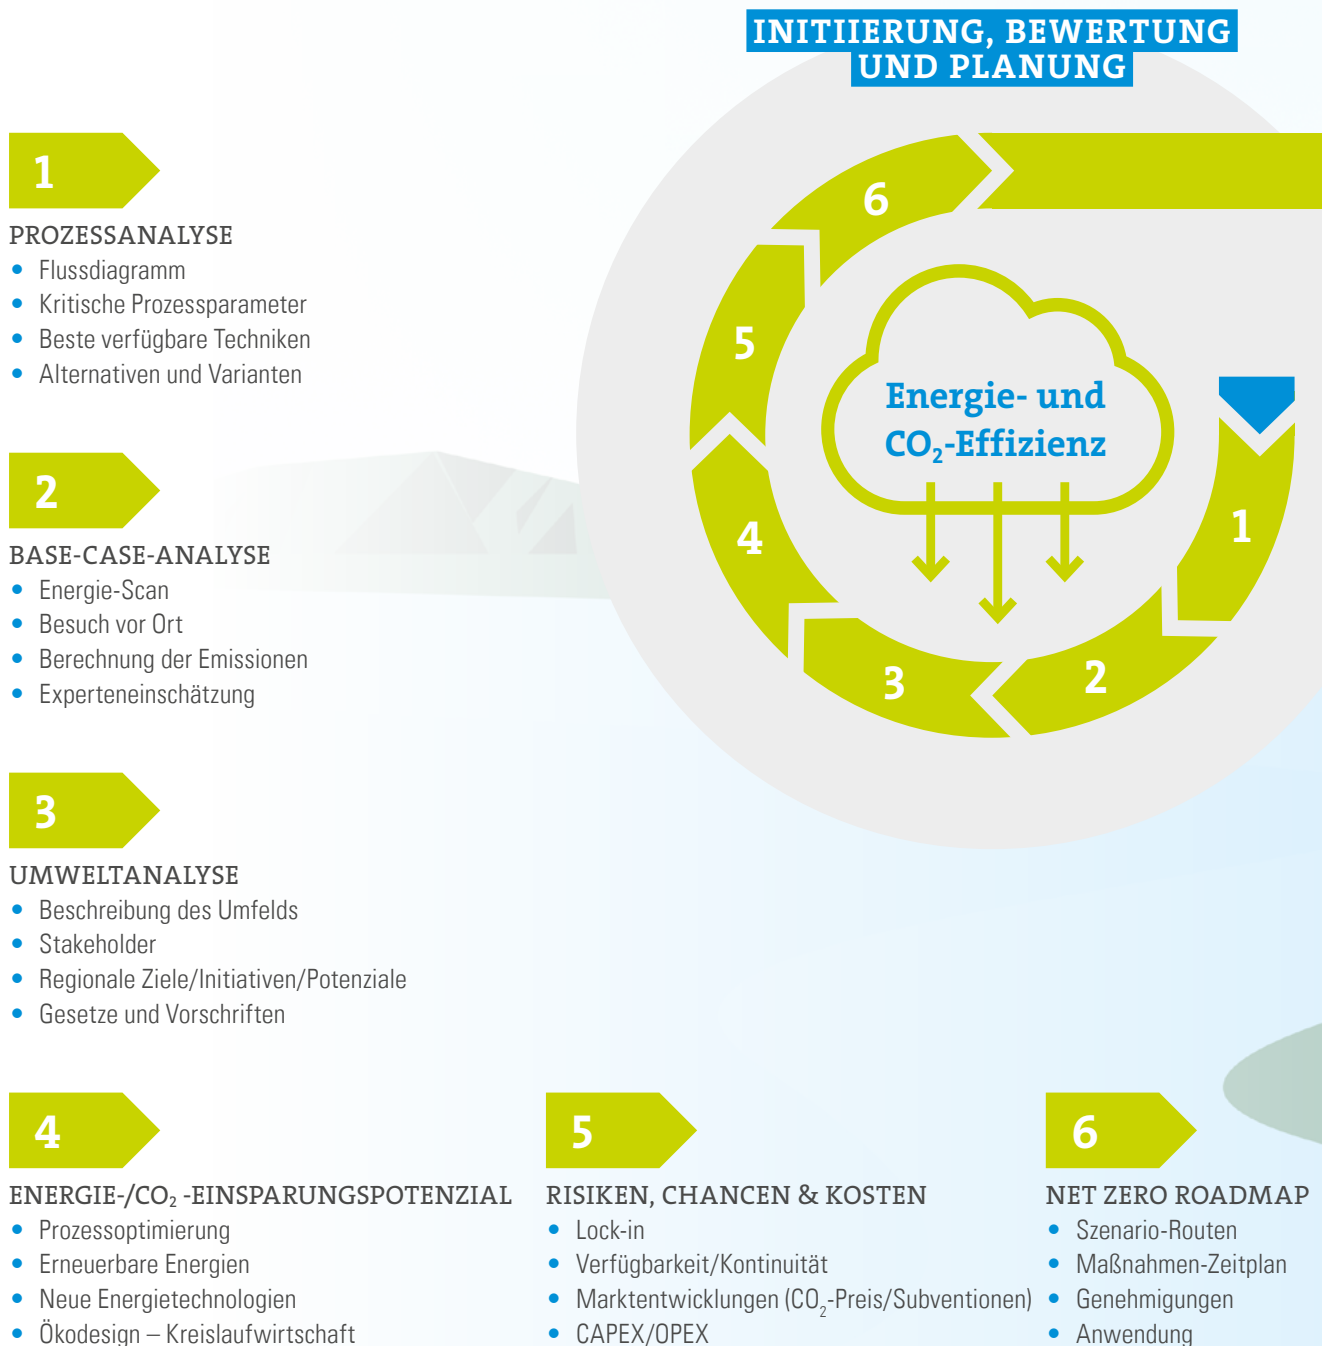 INITIIERUNG, BEWERTUNG
UND PLANUNG
6
5
4
3
2
1
Energie- und
CO₂-Effizienz
1
PROZESSANALYSE
• Flussdiagramm
• Kritische Prozessparameter
• Beste verfügbare Techniken
• Alternativen und Varianten
2
BASE-CASE-ANALYSE
• Energie-Scan
• Besuch vor Ort
• Berechnung der Emissionen
• Experteneinschätzung
3
UMWELTANALYSE
• Beschreibung des Umfelds
• Stakeholder
• Regionale Ziele/Initiativen/Potenziale
• Gesetze und Vorschriften
4
ENERGIE-/CO₂ -EINSPARUNGSPOTENZIAL
• Prozessoptimierung
• Erneuerbare Energien
• Neue Energietechnologien
• Ökodesign – Kreislaufwirtschaft
5
RISIKEN, CHANCEN & KOSTEN
• Lock-in
• Verfügbarkeit/Kontinuität
• Marktentwicklungen (CO₂-Preis/Subventionen)
• CAPEX/OPEX
6
NET ZERO ROADMAP
• Szenario-Routen
• Maßnahmen-Zeitplan
• Genehmigungen
• Anwendung